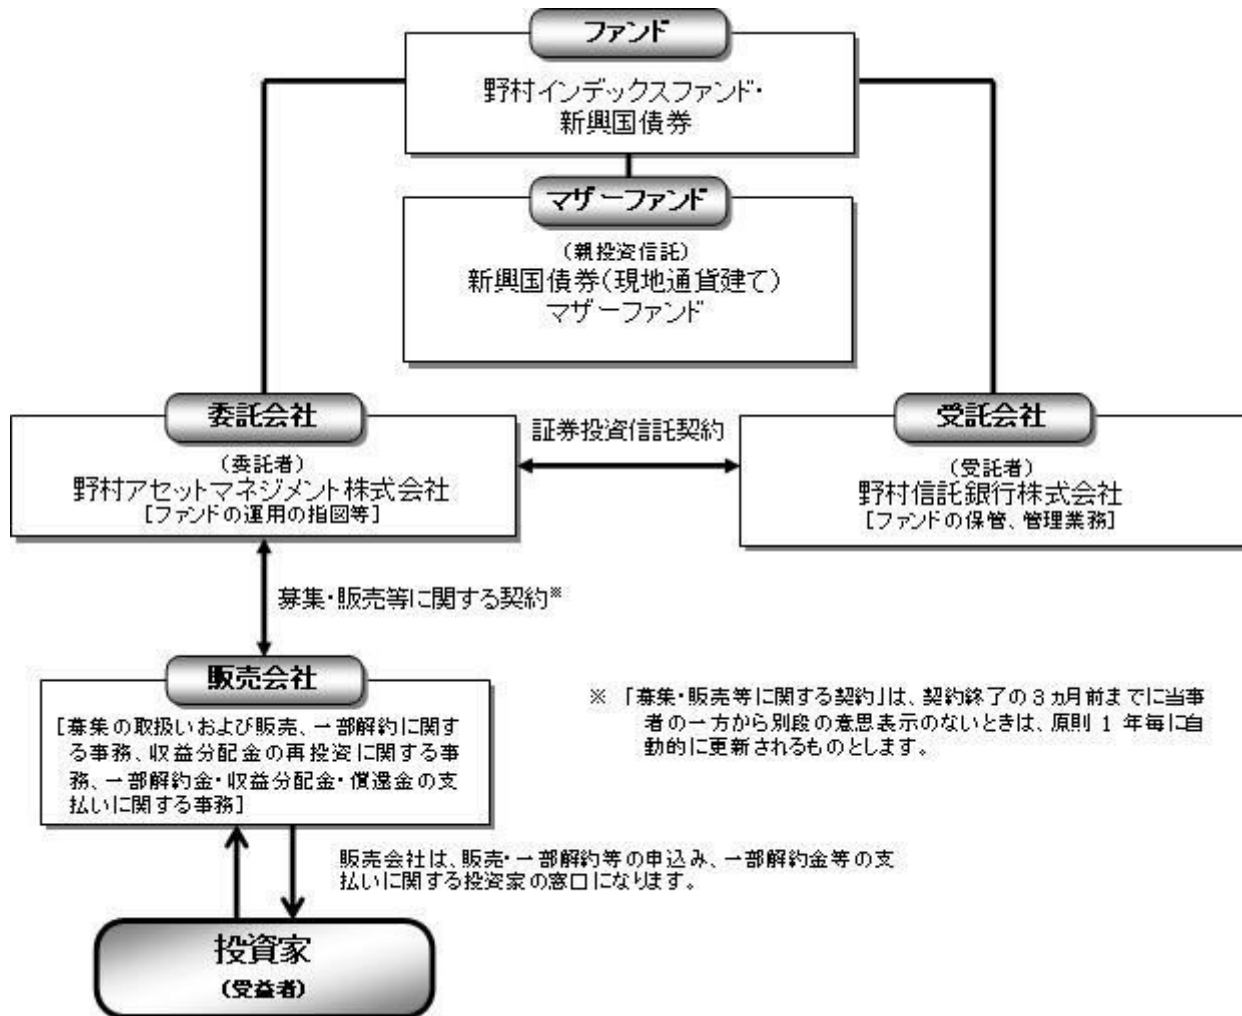 ファンド
野村インデックスファンド・
新興国債券
マザーファンド
（親投資信託）
新興国債券（現地通貨建て）
マザーファンド
委託会社
（委託者）
野村アセットマネジメント株式会社
［ファンドの運用の指図等］
証券投資信託契約
受託会社
（受託者）
野村信託銀行株式会社
［ファンドの保管、管理業務］
募集・販売等に関する契約※
販売会社
［募集の取扱いおよび販売、一部解約に関す
る事務、収益分配金の再投資に関する事
務、一部解約金・収益分配金・償還金の支
払いに関する事務］
※ 「募集・販売等に関する契約」は、契約終了の３ヵ月前までに当事
者の一方から別段の意思表示のないときは、原則 １ 年毎に自
動的に更新されるものとします。
販売会社は、販売・一部解約等の申込み、一部解約金等の支
払いに関する投資家の窓口になります。
投資家
（受益者）